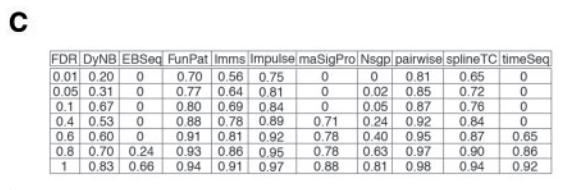 C
FDR DyNB EBSeq FunPat Imms Impulse maSigPro Nsgp pairwise splineTC timeSeq
0.01 0.20 0 0.70 0.56 0.75 0 0 0.81 0.65 0
0.05 0.31 0 0.77 0.64 0.81 0 0.02 0.85 0.72 0
0.1 0.67 0 0.80 0.69 0.84 0 0.05 0.87 0.76 0
0.4 0.53 0 0.88 0.78 0.89 0.71 0.24 0.92 0.84 0
0.6 0.60 0 0.91 0.81 0.92 0.78 0.40 0.95 0.87 0.65
0.8 0.70 0.24 0.93 0.86 0.95 0.78 0.63 0.97 0.90 0.86
1 0.83 0.66 0.94 0.91 0.97 0.88 0.81 0.98 0.94 0.92